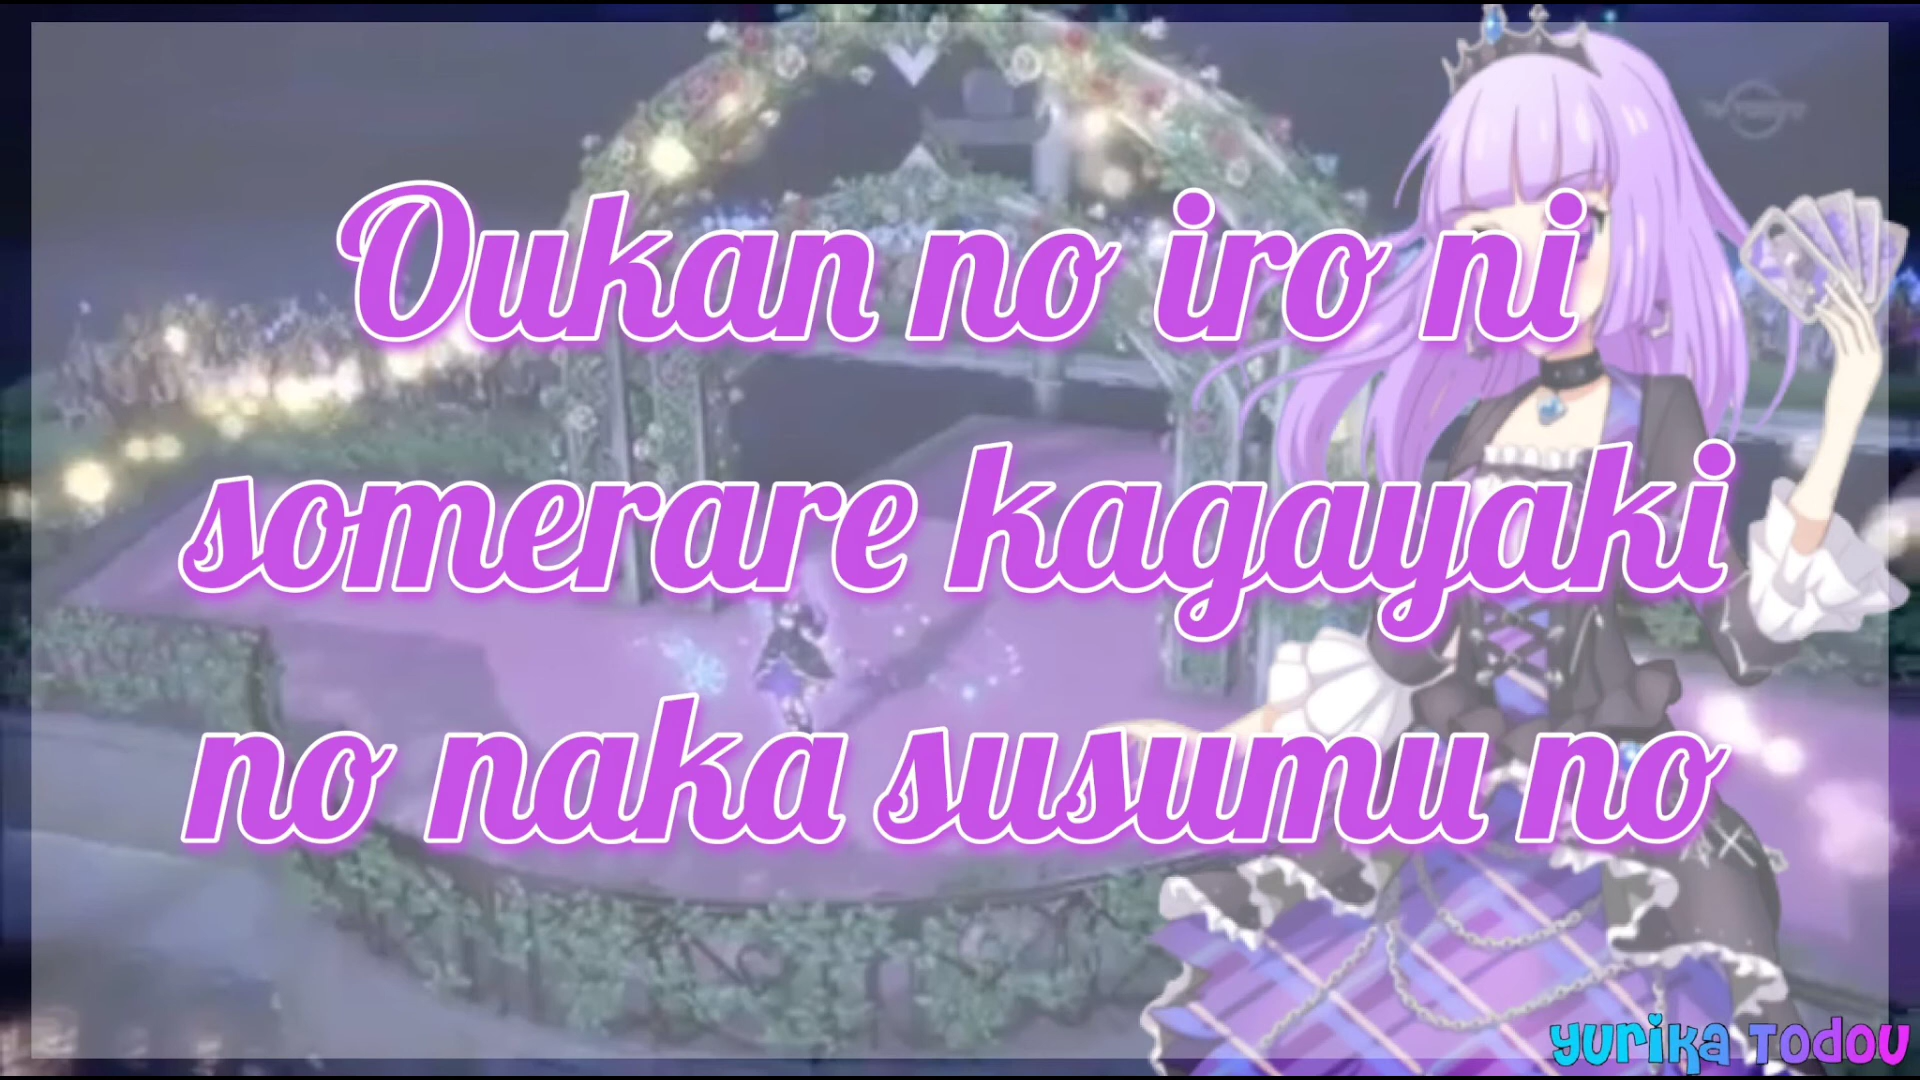 Oukan no iro ni
somerare kagayaki
no naka susumu no
Yurika Todou